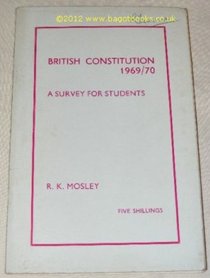 ©2012 www.bagotbooks.co.uk
BRITISH CONSTITUTION
1969/70
A SURVEY FOR STUDENTS
R. K. MOSLEY
FIVE SHILLINGS